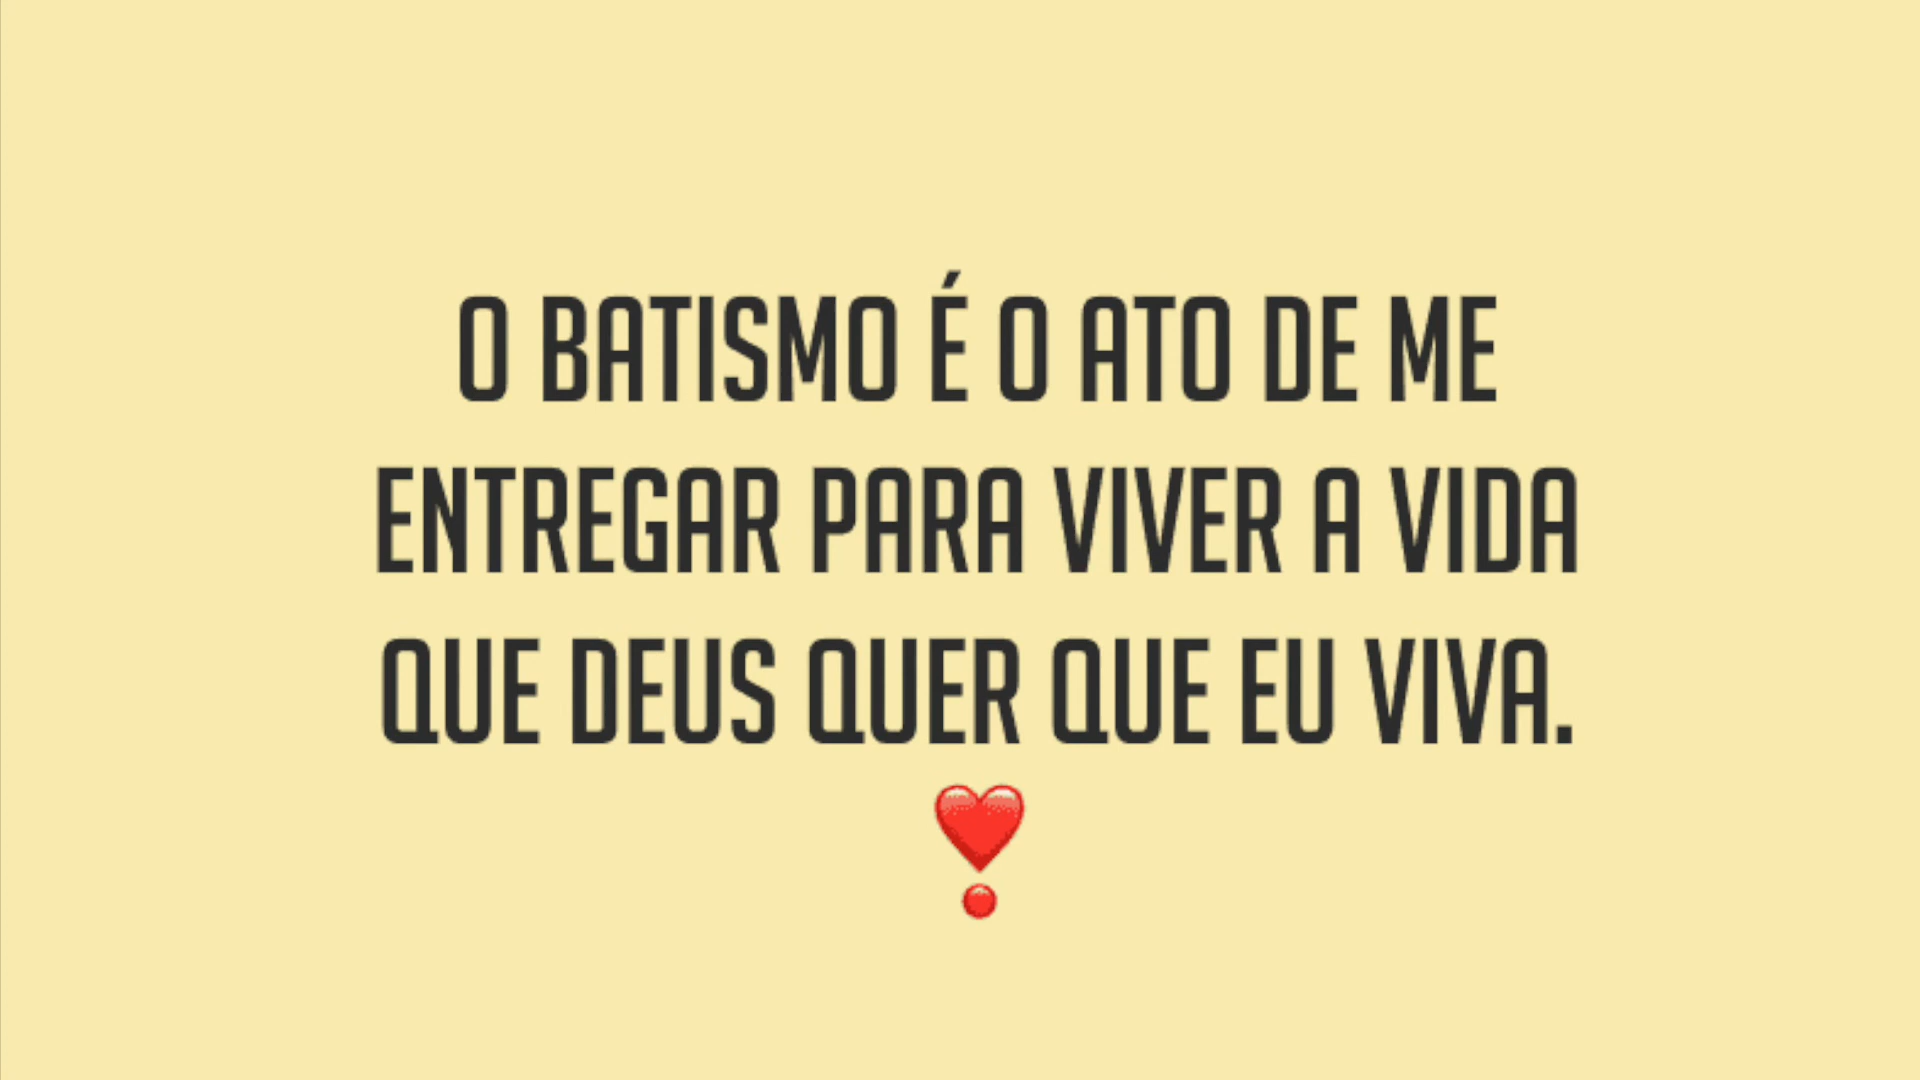 O BATISMO É O ATO DE ME
ENTREGAR PARA VIVER A VIDA
QUE DEUS QUER QUE EU VIVA.
❣️